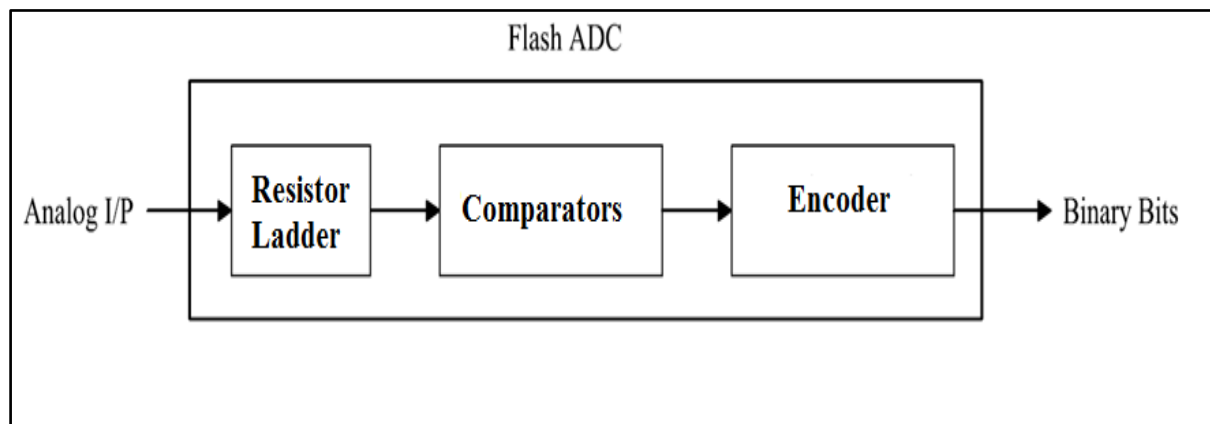 Flash ADC
Analog I/P
Resistor
Ladder
Comparators
Encoder
Binary Bits